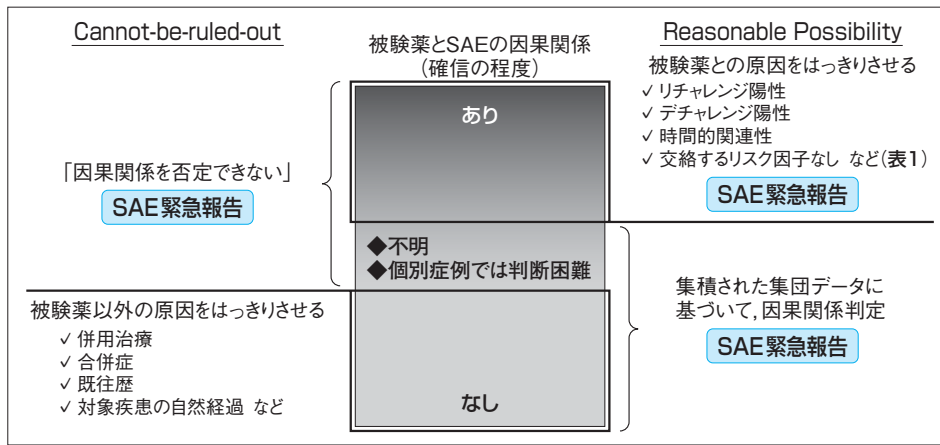 Cannot-be-ruled-out
「因果関係を否定できない」
SAE緊急報告
被験薬以外の原因をはっきりさせる
✓ 併用治療
✓ 合併症
✓ 既往歴
✓ 対象疾患の自然経過 など
被験薬とSAEの因果関係
（確信の程度）
あり
◆不明
◆個別症例では判断困難
なし
Reasonable Possibility
被験薬との原因をはっきりさせる
✓ リチャレンジ陽性
✓ デチャレンジ陽性
✓ 時間的関連性
✓ 交絡するリスク因子なし など（表1）
SAE緊急報告
集積された集団データに
基づいて，因果関係判定
SAE緊急報告